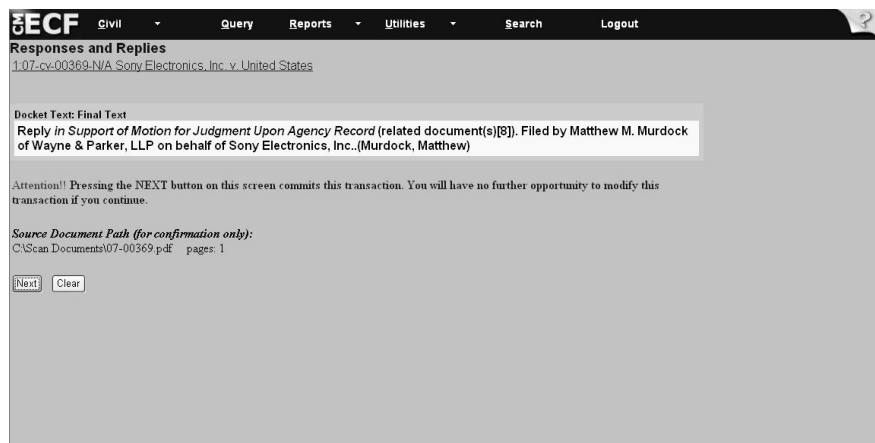 CM ECF Civil Query Reports Utilities Search Logout ?
Responses and Replies
1:07-cv-00369-N/A Sony Electronics, Inc. v. United States
Docket Text: Final Text
Reply in Support of Motion for Judgment Upon Agency Record (related document(s)[8]). Filed by Matthew M. Murdock
of Wayne & Parker, LLP on behalf of Sony Electronics, Inc..(Murdock, Matthew)
Attention!! Pressing the NEXT button on this screen commits this transaction. You will have no further opportunity to modify this
transaction if you continue.
Source Document Path (for confirmation only):
C:\Scan Documents\07-00369.pdf pages: 1
Next Clear